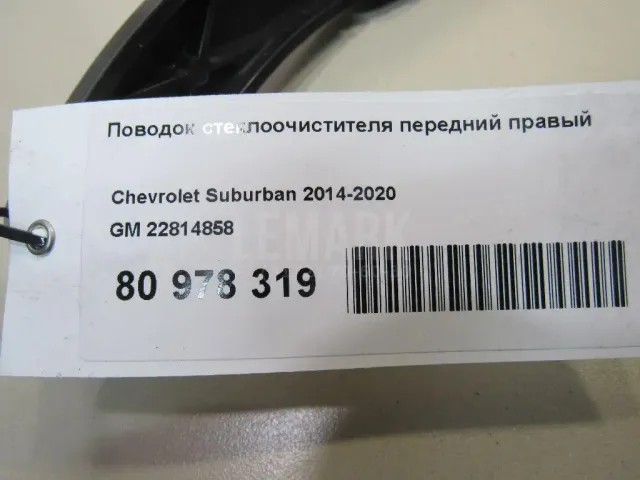 Поводок стеклоочистителя передний правый
Chevrolet Suburban 2014-2020
GM 22814858
80 978 319